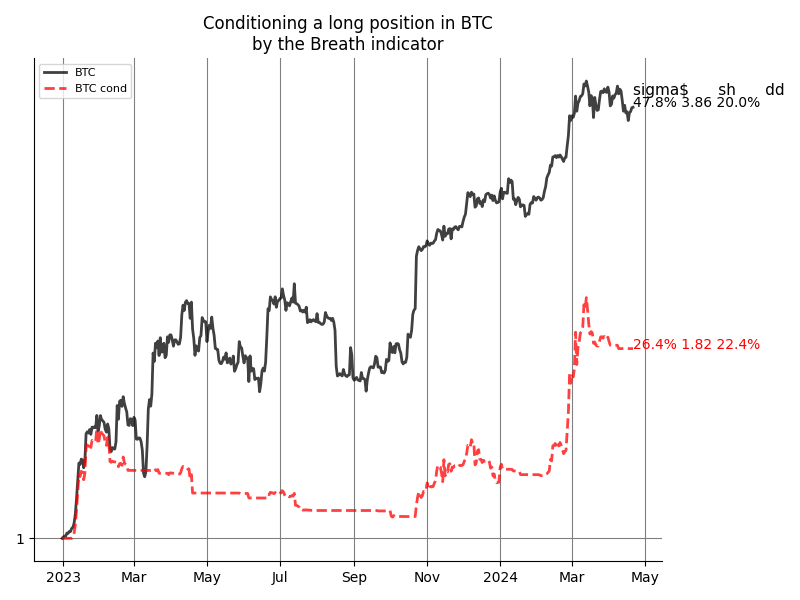 Conditioning a long position in BTC
by the Breath indicator
BTC
BTC cond
sigma$ sh dd
47.8% 3.86 20.0%
26.4% 1.82 22.4%
1
2023 Mar May Jul Sep Nov 2024 Mar May